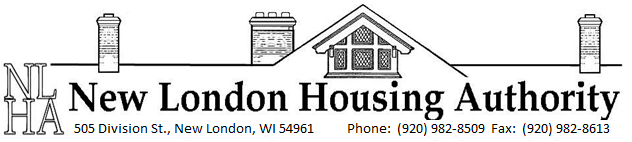 NL
HA
New London Housing Authority
505 Division St., New London, WI 54961 Phone: (920) 982-8509 Fax: (920) 982-8613